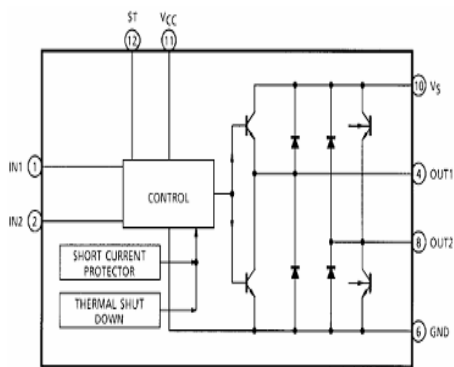 ST
VCC
12
11
10
VS
IN1
1
4
OUT1
CONTROL
IN2
2
8
OUT2
SHORT CURRENT
PROTECTOR
THERMAL SHUT
DOWN
6
GND